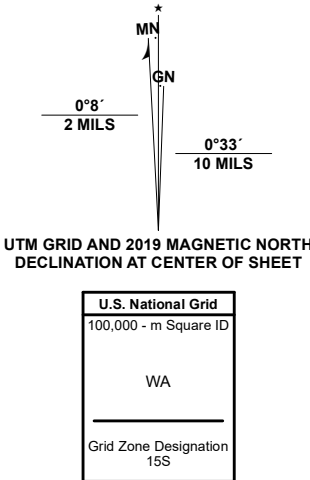 ★
MN
GN
0°8´
2 MILS
0°33´
10 MILS
UTM GRID AND 2019 MAGNETIC NORTH
DECLINATION AT CENTER OF SHEET
U.S. National Grid
100,000 - m Square ID
WA
Grid Zone Designation
15S